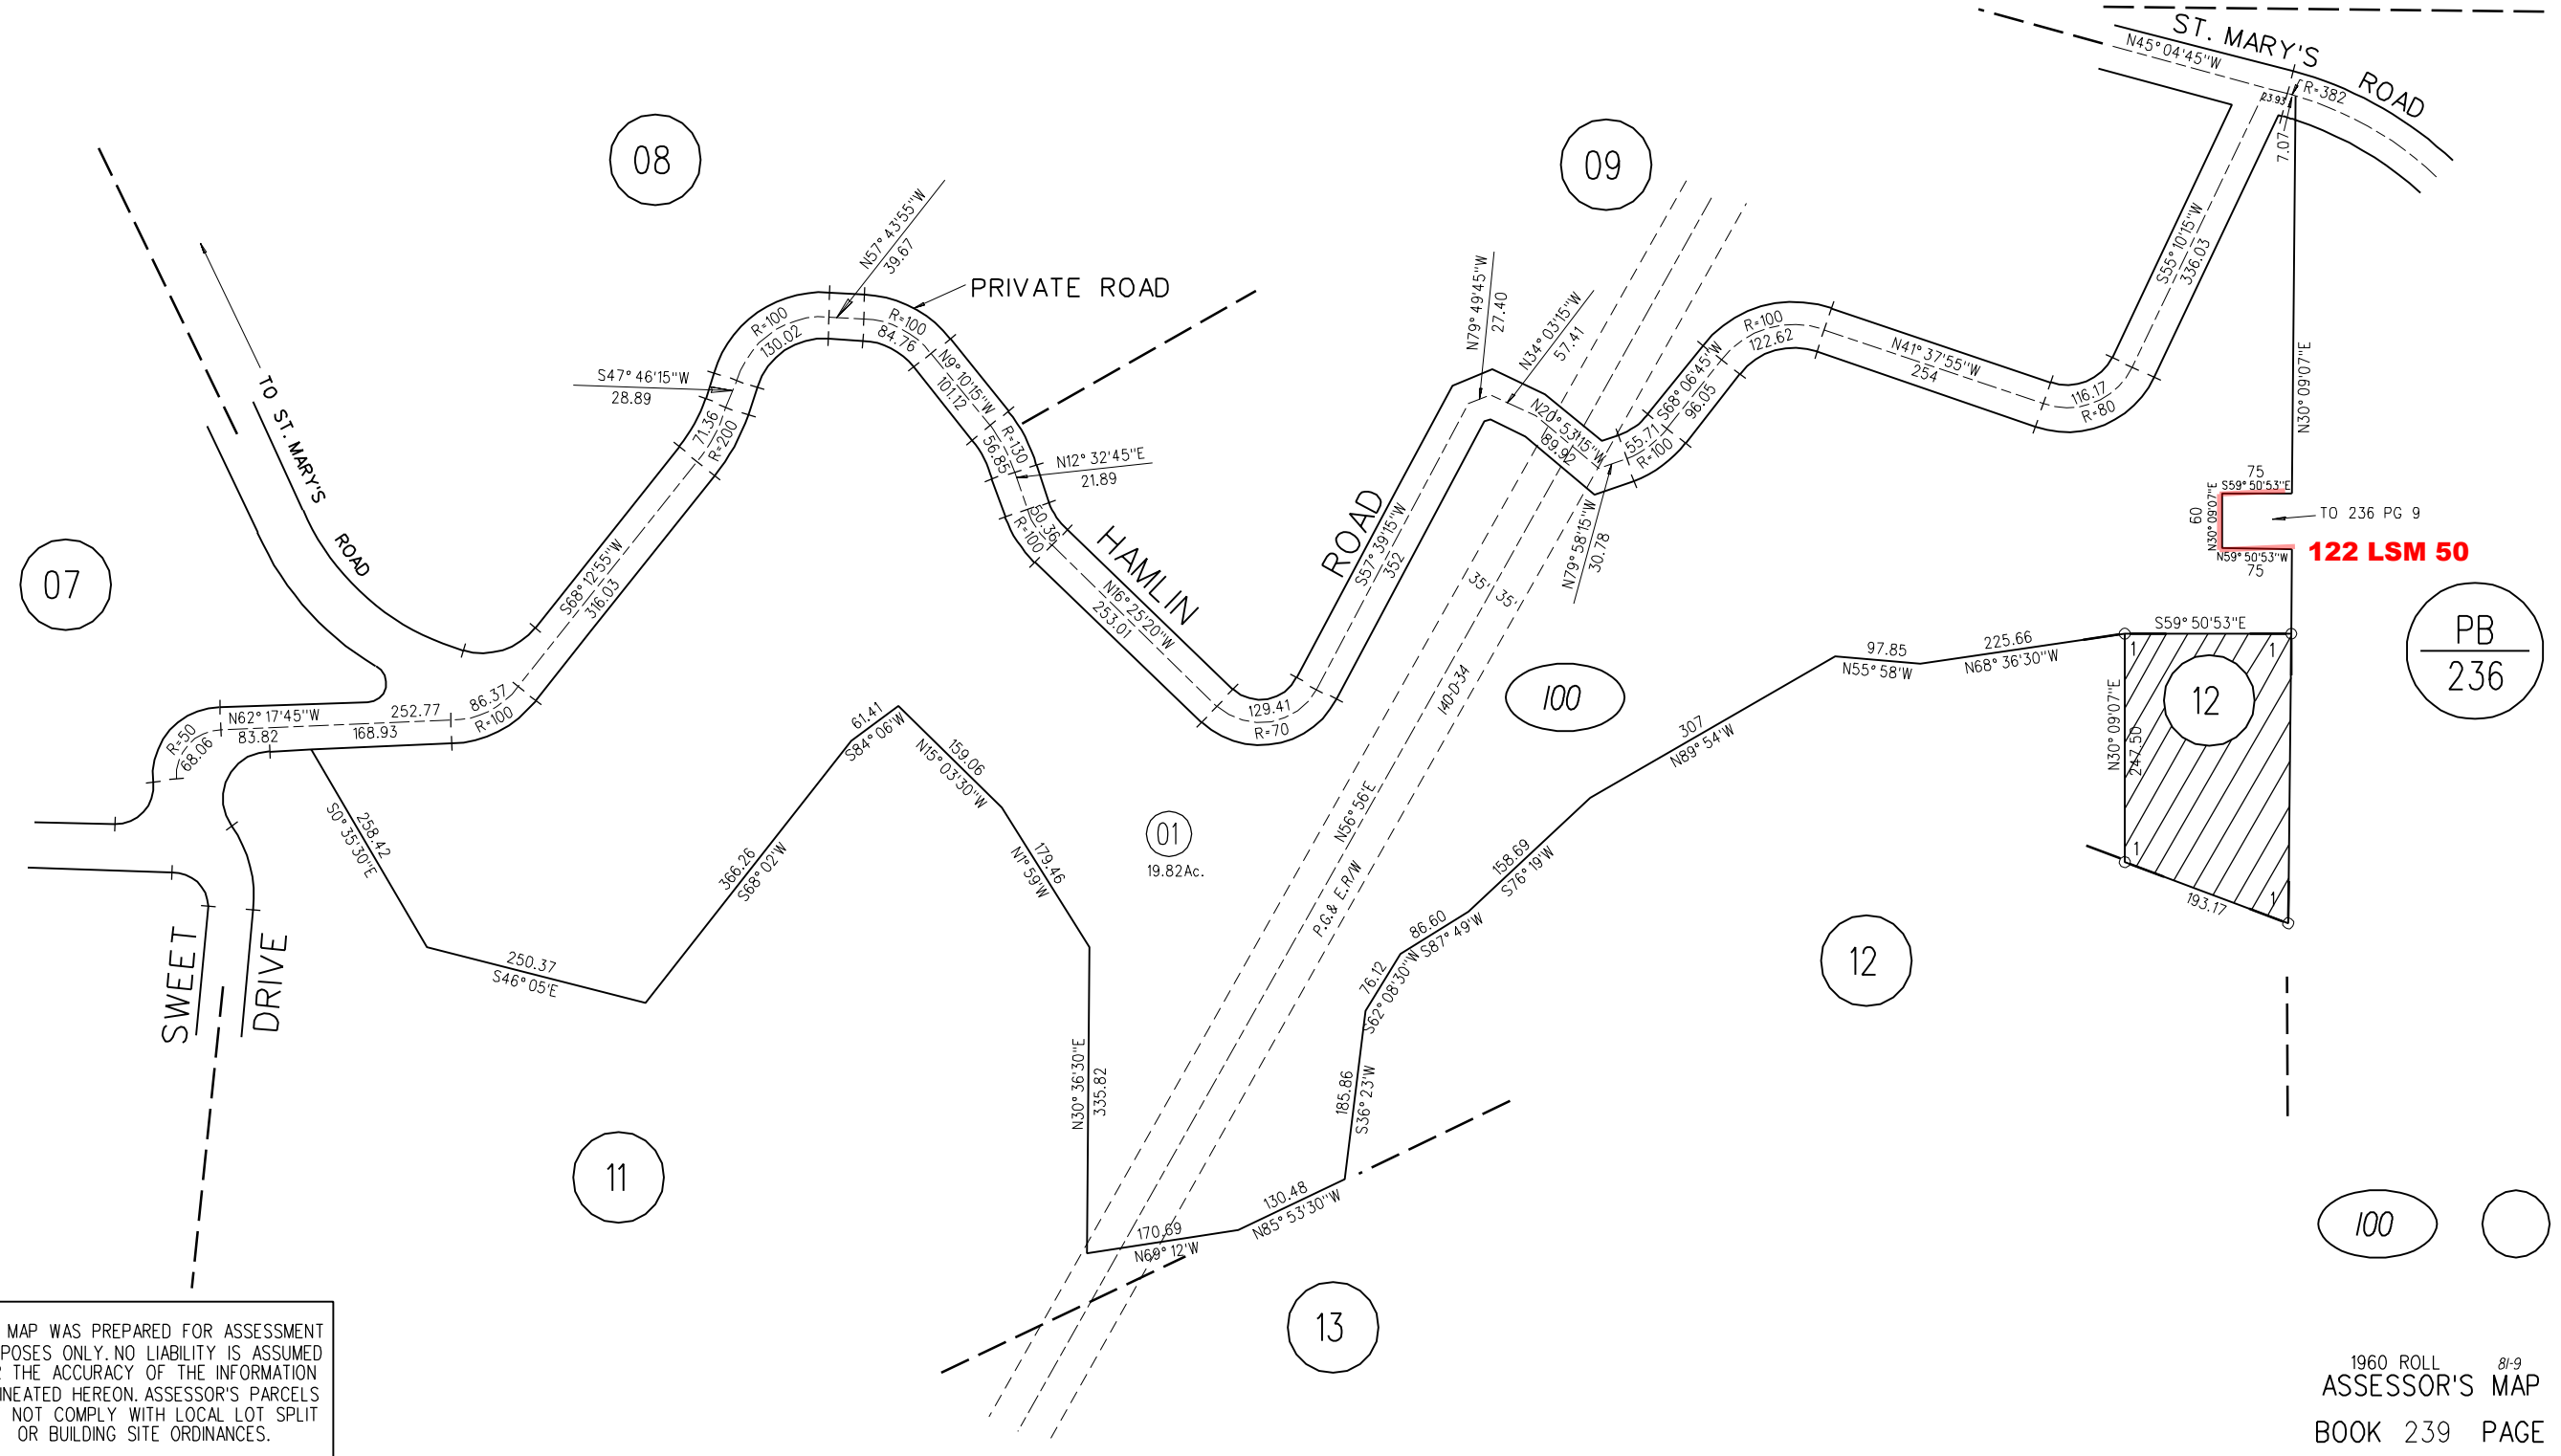 ST. MARY'S ROAD
N45°04'45"W
R=382
23.93
7.07
08
09
N57°43'55"W
39.67
PRIVATE ROAD
R=100
130.02
R=100
84.76
S47°46'15"W
28.89
71.36
R=200
N9°10'15"W
101.12
R=130
56.85
N12°32'45"E
21.89
50.36
R=100
TO ST. MARY'S ROAD
S68°12'55"W
316.03
07
N79°49'45"W
27.40
N34°03'15"W
57.41
N20°53'15"W
89.92
N79°58'15"W
30.78
55.71
R=100
S68°06'45"W
96.05
R=100
122.62
N41°37'55"W
254
116.17
R=80
S55°10'15"W
336.03
N30°09'07"E
75
S59°50'53"E
60
N30°09'07"E
TO 236 PG 9
N59°50'53"W
75
122 LSM 50
PB
236
HAMLIN ROAD
N16°25'20"W
253.01
S57°39'15"W
352
129.41
R=70
35' 35'
140-D-34
N56°56'E
P.G.& E.R/W
100
01
19.82Ac.
R=50
68.06
N62°17'45"W
252.77
83.82
168.93
86.37
R=100
258.42
S0°35'30"E
250.37
S46°05'E
366.26
S68°02'W
61.41
S84°06'W
159.06
N15°03'30"W
179.46
N1°59'W
N30°36'30"E
335.82
170.69
N69°12'W
130.48
N85°53'30"W
185.86
S36°23'W
76.12
S62°08'30"W
86.60
S87°49'W
158.69
S76°19'W
307
N89°54'W
97.85
N55°58'W
225.66
N68°36'30"W
S59°50'53"E
1
1
12
N30°09'07"E
247.50
1
1
193.17
12
SWEET DRIVE
11
13
100
MAP WAS PREPARED FOR ASSESSMENT
POSES ONLY. NO LIABILITY IS ASSUMED
THE ACCURACY OF THE INFORMATION
INEATED HEREON. ASSESSOR'S PARCELS
NOT COMPLY WITH LOCAL LOT SPLIT
OR BUILDING SITE ORDINANCES.
1960 ROLL 81-9
ASSESSOR'S MAP
BOOK 239 PAGE